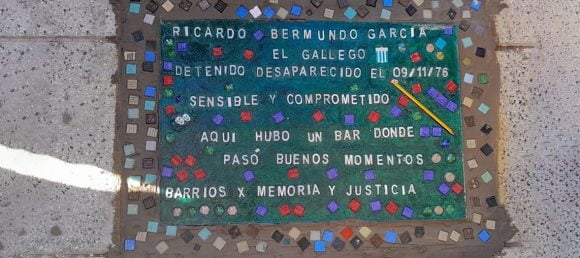 RICARDO BERMUNDO GARCIA
EL GALLEGO
DETENIDO DESAPARECIDO EL 09/11/76
SENSIBLE Y COMPROMETIDO
AQUI HUBO UN BAR DONDE
PASÓ BUENOS MOMENTOS
BARRIOS X MEMORIA Y JUSTICIA